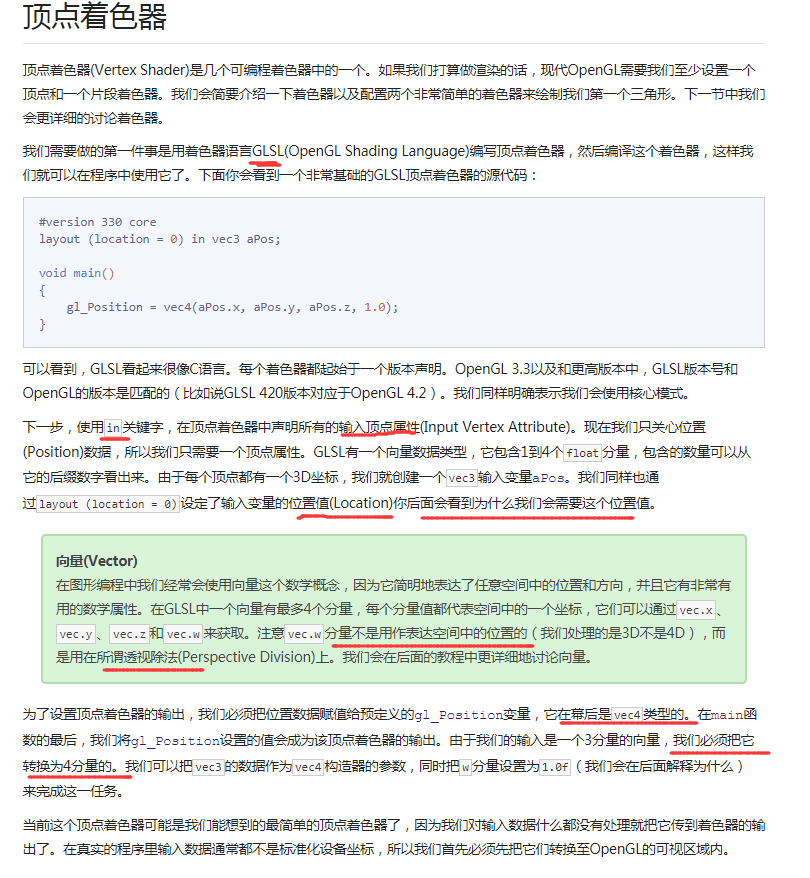 顶点着色器
顶点着色器(Vertex Shader)是几个可编程着色器中的一个。如果我们打算做渲染的话，现代OpenGL需要我们至少设置一个
顶点和一个片段着色器。我们会简要介绍一下着色器以及配置两个非常简单的着色器来绘制我们第一个三角形。下一节中我们
会更详细的讨论着色器。
我们需要做的第一件事是用着色器语言GLSL(OpenGL Shading Language)编写顶点着色器，然后编译这个着色器，这样我
们就可以在程序中使用它了。下面你会看到一个非常基础的GLSL顶点着色器的源代码：
#version 330 core
layout (location = 0) in vec3 aPos;
void main()
{
    gl_Position = vec4(aPos.x, aPos.y, aPos.z, 1.0);
}
可以看到，GLSL看起来很像C语言。每个着色器都起始于一个版本声明。OpenGL 3.3以及和更高版本中，GLSL版本号和
OpenGL的版本是匹配的（比如说GLSL 420版本对应于OpenGL 4.2）。我们同样明确表示我们会使用核心模式。
下一步，使用in关键字，在顶点着色器中声明所有的输入顶点属性(Input Vertex Attribute)。现在我们只关心位置
(Position)数据，所以我们只需要一个顶点属性。GLSL有一个向量数据类型，它包含1到4个float分量，包含的数量可以从
它的后缀数字看出来。由于每个顶点都有一个3D坐标，我们就创建一个vec3输入变量aPos。我们同样也通
过layout (location = 0)设定了输入变量的位置值(Location)你后面会看到为什么我们会需要这个位置值。
向量(Vector)
在图形编程中我们经常会使用向量这个数学概念，因为它简明地表达了任意空间中的位置和方向，并且它有非常有
用的数学属性。在GLSL中一个向量有最多4个分量，每个分量值都代表空间中的一个坐标，它们可以通过vec.x、
vec.y、vec.z和vec.w来获取。注意vec.w分量不是用作表达空间中的位置的（我们处理的是3D不是4D），而
是用在所谓透视除法(Perspective Division)上。我们会在后面的教程中更详细地讨论向量。
为了设置顶点着色器的输出，我们必须把位置数据赋值给预定义的gl_Position变量，它在幕后是vec4类型的。在main函
数的最后，我们将gl_Position设置的值会成为该顶点着色器的输出。由于我们的输入是一个3分量的向量，我们必须把它
转换为4分量的。我们可以把vec3的数据作为vec4构造器的参数，同时把w分量设置为1.0f（我们会在后面解释为什么）
来完成这一任务。
当前这个顶点着色器可能是我们能想到的最简单的顶点着色器了，因为我们对输入数据什么都没有处理就把它传到着色器的输
出了。在真实的程序里输入数据通常都不是标准化设备坐标，所以我们首先必须先把它们转换至OpenGL的可视区域内。